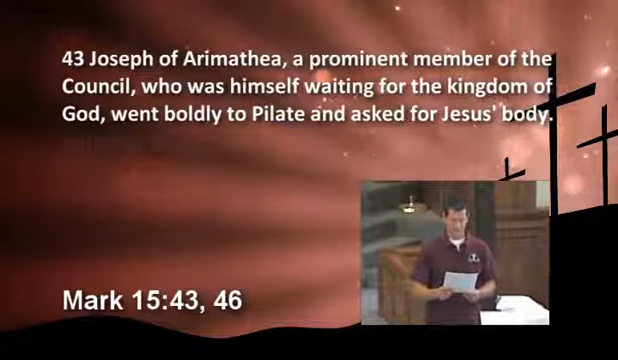 43 Joseph of Arimathea, a prominent member of the
Council, who was himself waiting for the kingdom of
God, went boldly to Pilate and asked for Jesus' body.
Mark 15:43, 46